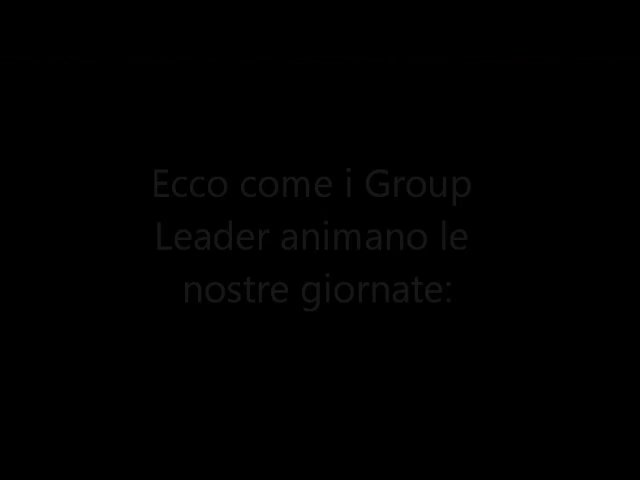 Ecco come i Group
Leader animano le
nostre giornate: